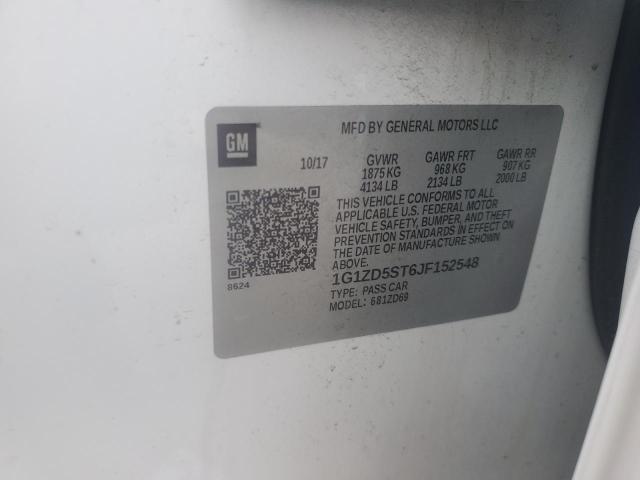 GM
MFD BY GENERAL MOTORS LLC
10/17 GVWR GAWR FRT GAWR RR
1875 KG 968 KG 907 KG
4134 LB 2134 LB 2000 LB
THIS VEHICLE CONFORMS TO ALL
APPLICABLE U.S. FEDERAL MOTOR
VEHICLE SAFETY, BUMPER, AND THEFT
PREVENTION STANDARDS IN EFFECT ON
THE DATE OF MANUFACTURE SHOWN
ABOVE.
1G1ZD5ST6JF152548
TYPE: PASS CAR
MODEL: 681ZD69
8624